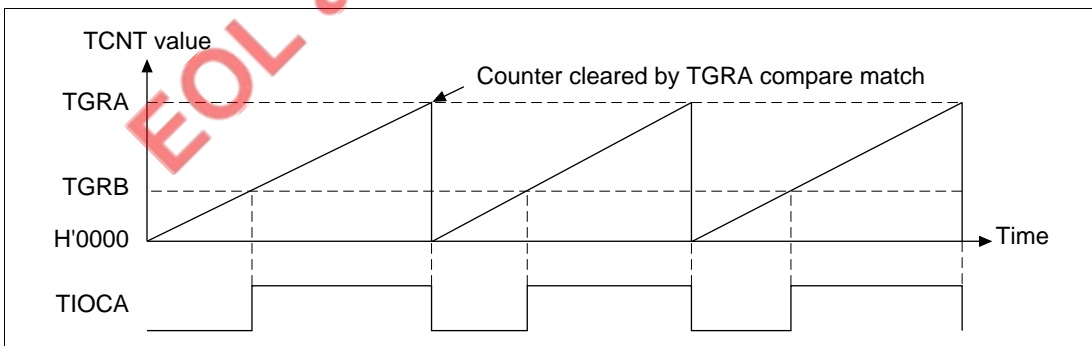 TCNT value
Counter cleared by TGRA compare match
TGRA
TGRB
H'0000
Time
TIOCA
EOL